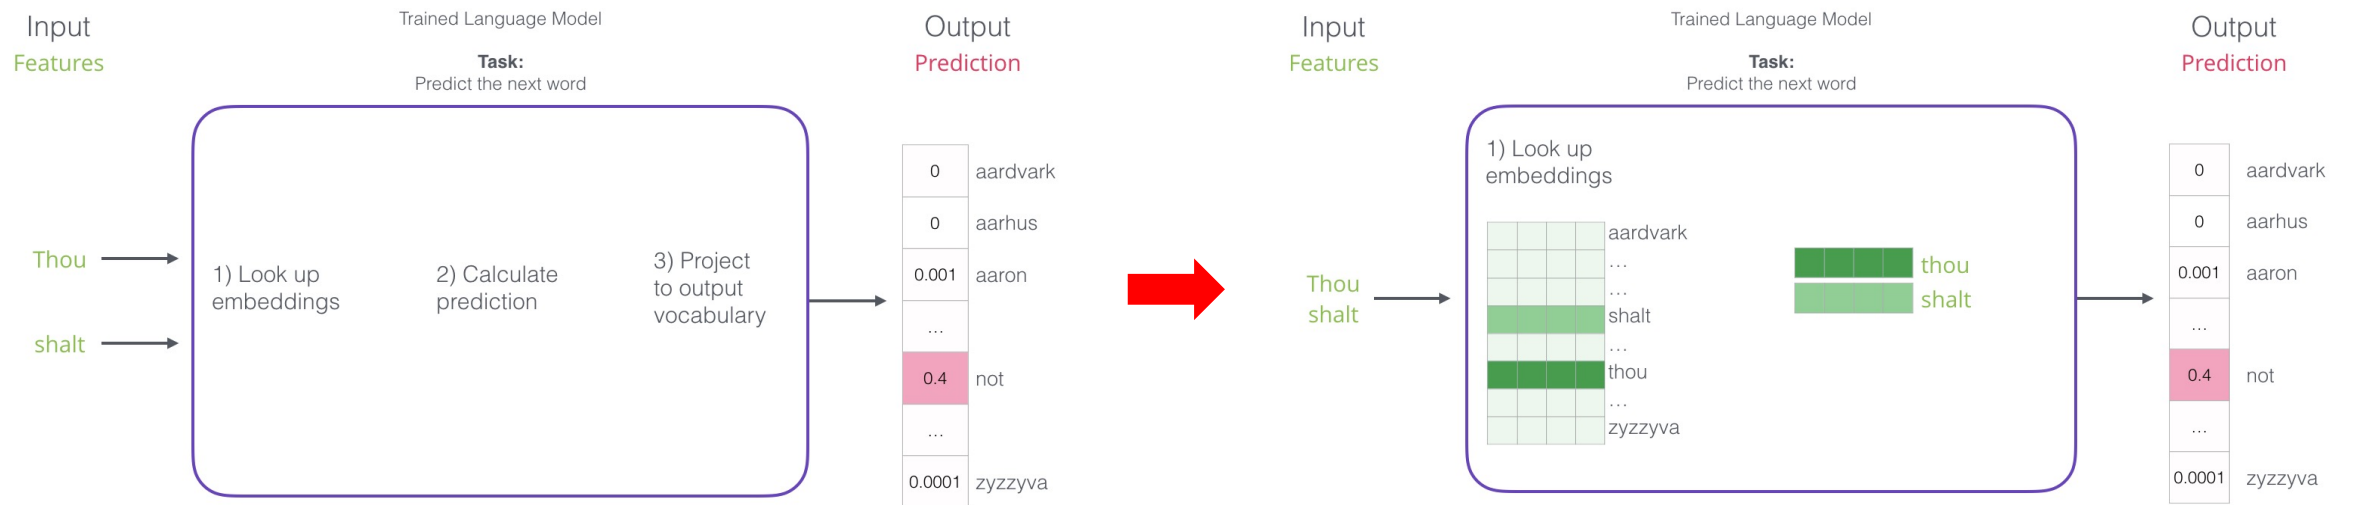 Input
Features
Trained Language Model
Task:
Predict the next word
Output
Prediction
Thou
shalt
1) Look up
embeddings
2) Calculate
prediction
3) Project
to output
vocabulary
0 aardvark
0 aarhus
0.001 aaron
...
0.4 not
...
0.0001 zyzzyva
Input
Features
Trained Language Model
Task:
Predict the next word
Output
Prediction
Thou
shalt
1) Look up
embeddings
aardvark
...
...
shalt
...
thou
...
zyzzyva
thou
shalt
0 aardvark
0 aarhus
0.001 aaron
...
0.4 not
...
0.0001 zyzzyva